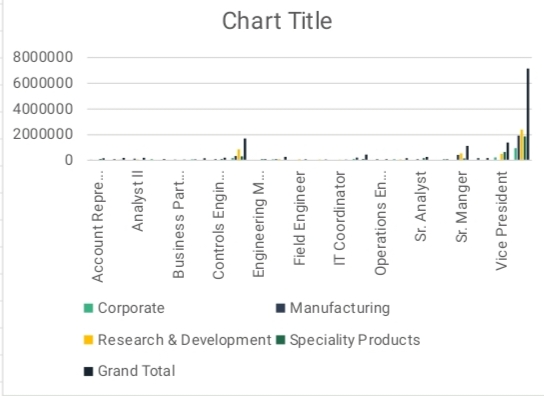 Chart Title
8000000
6000000
4000000
2000000
0
Account Repre...
Analyst II
Business Part...
Controls Engin...
Engineering M...
Field Engineer
IT Coordinator
Operations En...
Sr. Analyst
Sr. Manger
Vice President
Corporate
Manufacturing
Research & Development
Speciality Products
Grand Total